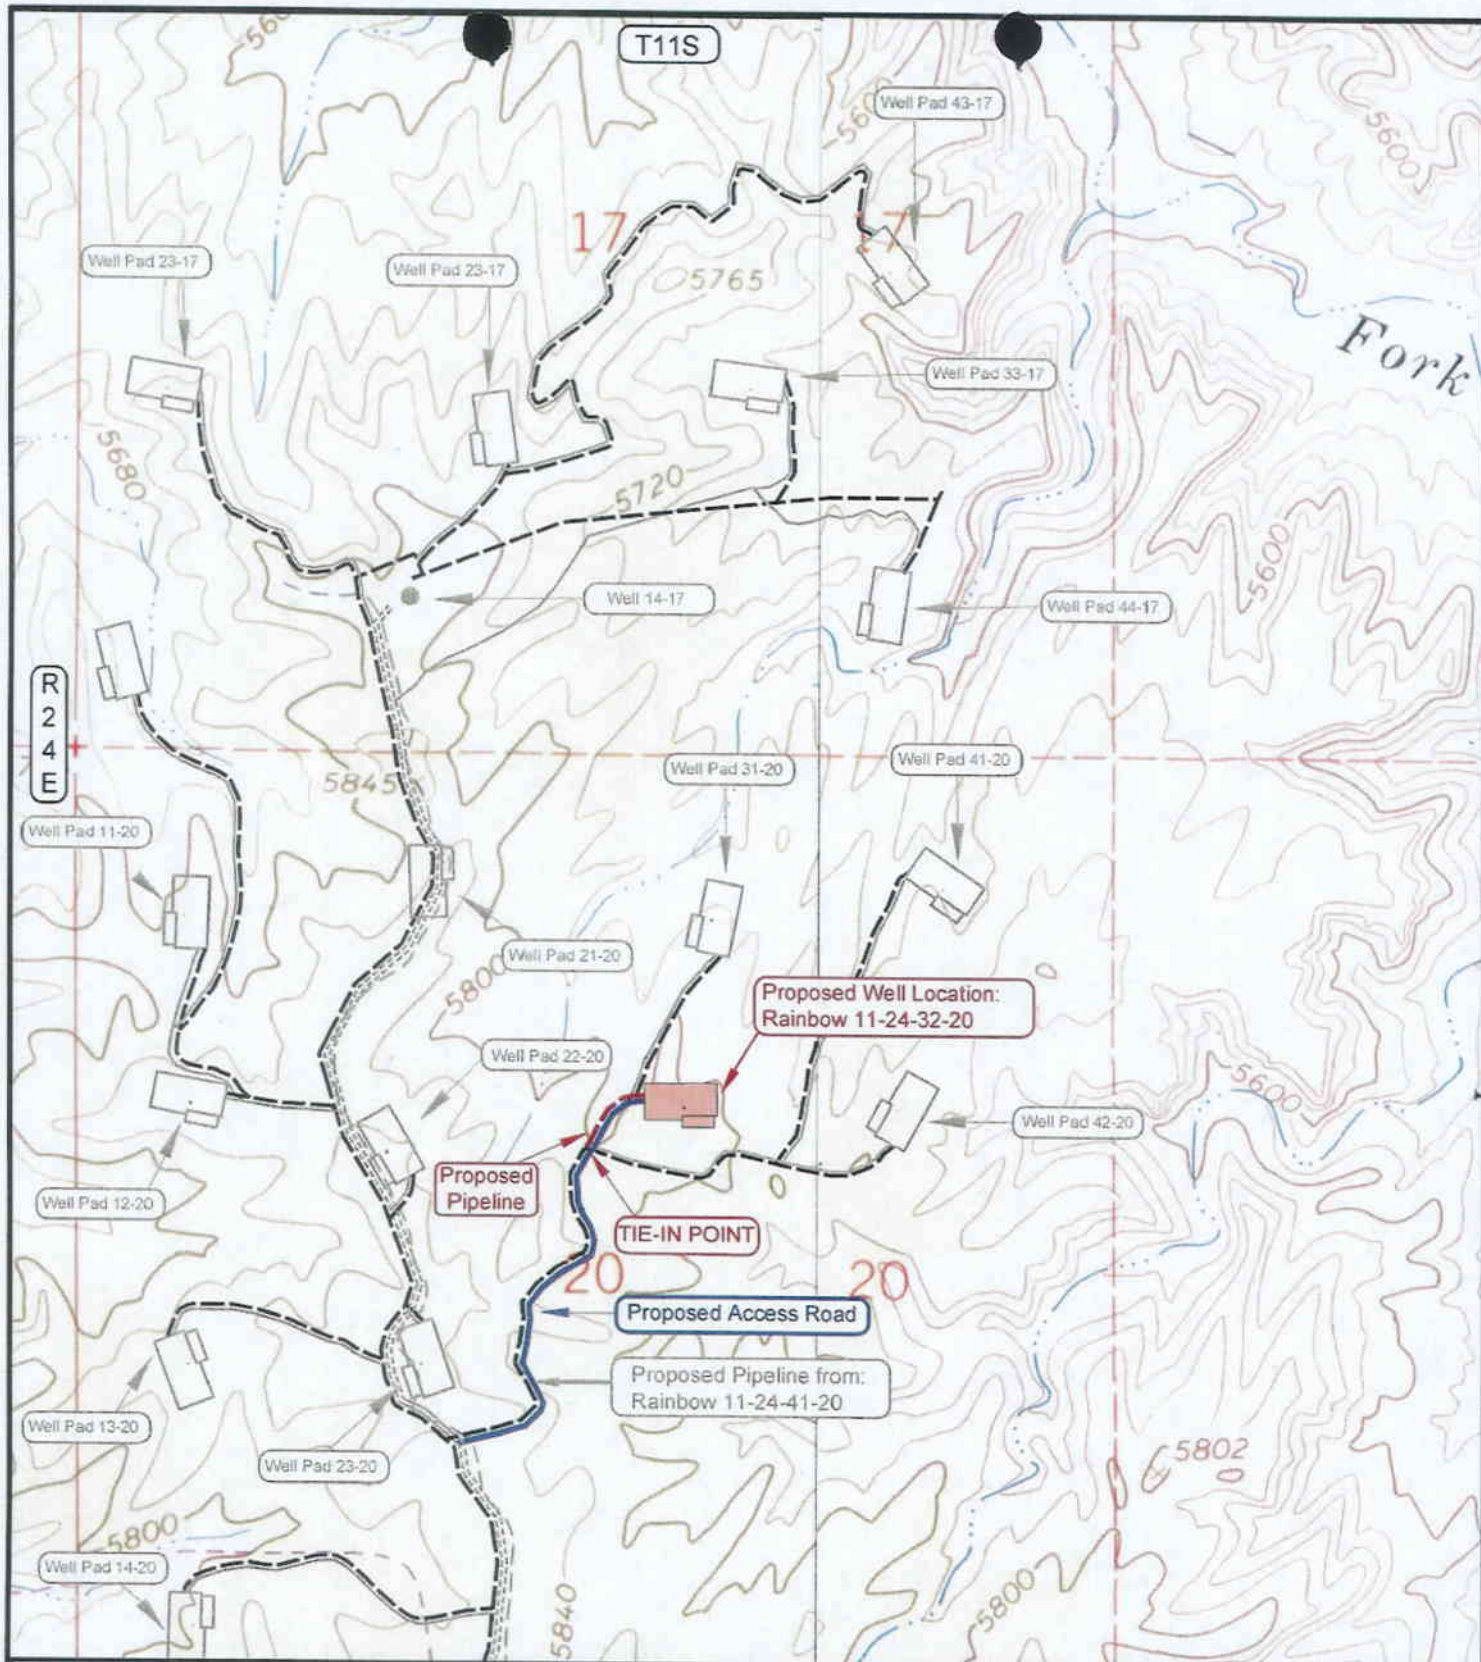 T11S
5600
Well Pad 43-17
5600
5600
17
17
Well Pad 23-17
Well Pad 23-17
5765
Fork
Well Pad 33-17
5680
5720
5600
Well 14-17
Well Pad 44-17
R
2
4
E
Well Pad 31-20
Well Pad 41-20
5845
Well Pad 11-20
Well Pad 21-20
5800
Proposed Well Location:
Rainbow 11-24-32-20
Well Pad 22-20
5600
Well Pad 42-20
Proposed
Pipeline
Well Pad 12-20
TIE-IN POINT
20
20
Proposed Access Road
Proposed Pipeline from:
Rainbow 11-24-41-20
Well Pad 13-20
Well Pad 23-20
5802
5800
Well Pad 14-20
5840
5800